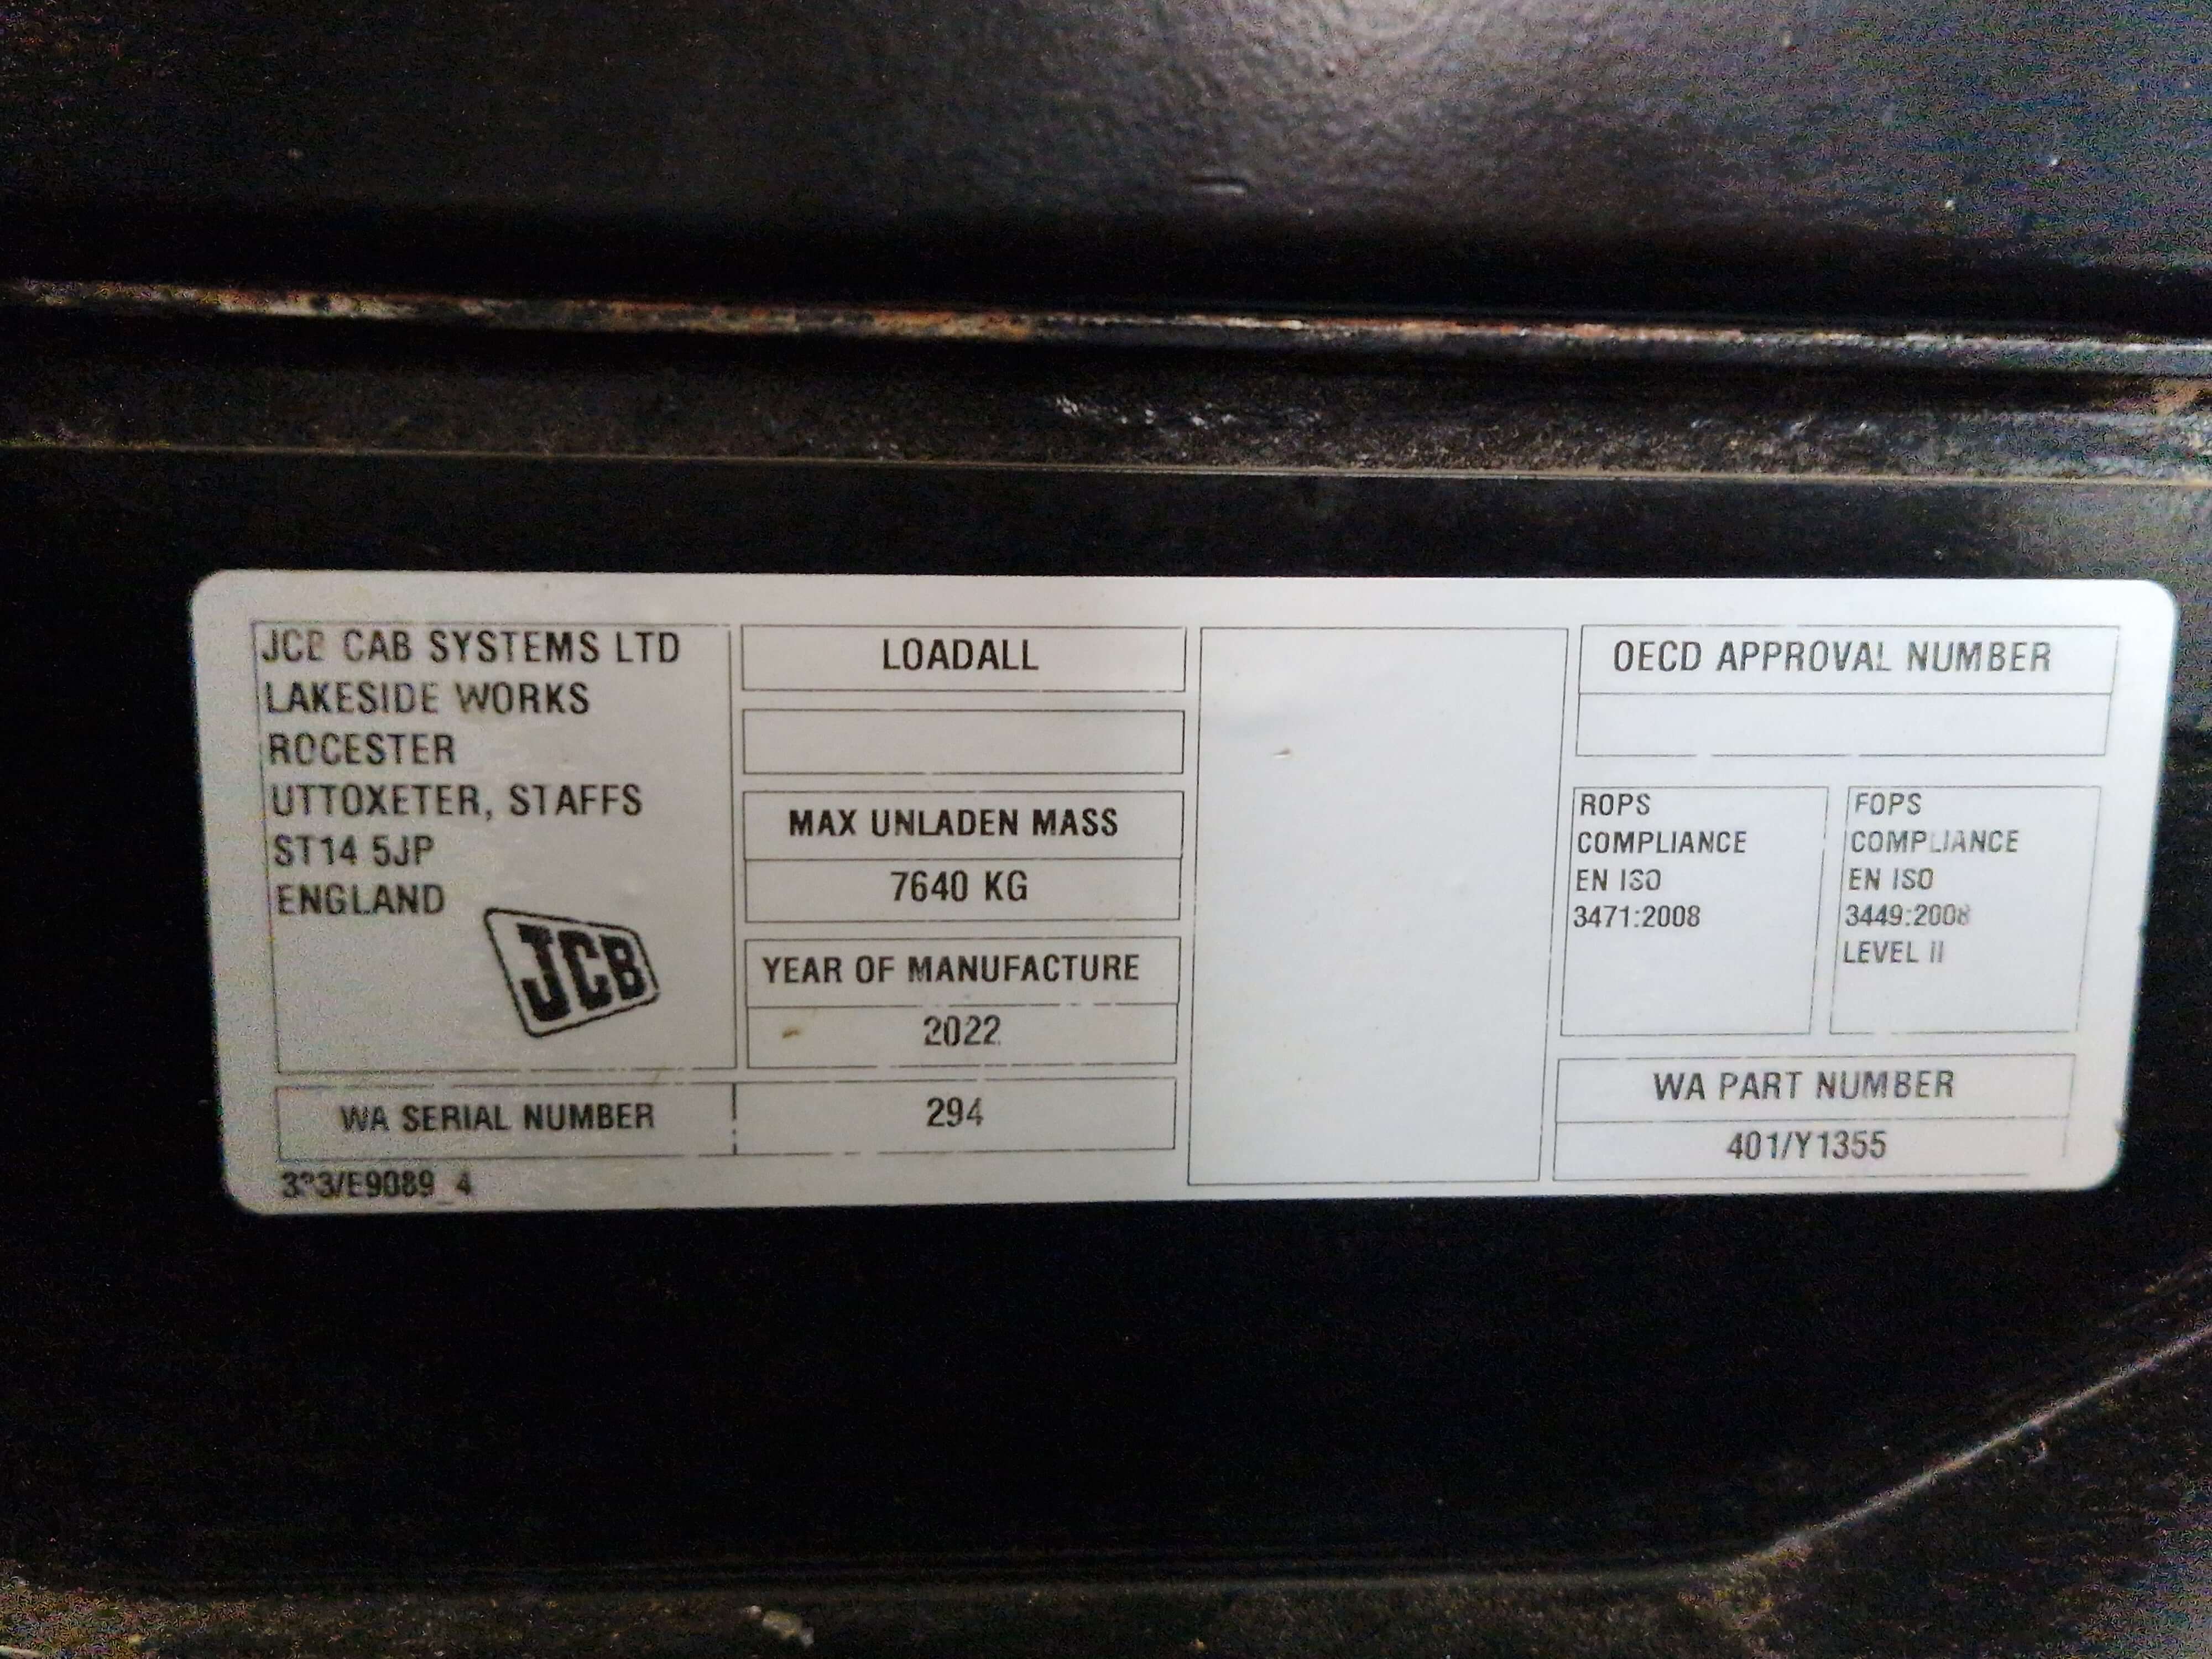 JCB CAB SYSTEMS LTD
LAKESIDE WORKS
ROCESTER
UTTOXETER, STAFFS
ST14 5JP
ENGLAND
JCB
WA SERIAL NUMBER
294
LOADALL
MAX UNLADEN MASS
7640 KG
YEAR OF MANUFACTURE
2022
OECD APPROVAL NUMBER
ROPS
COMPLIANCE
EN ISO
3471:2008
FOPS
COMPLIANCE
EN ISO
3449:2008
LEVEL II
WA PART NUMBER
401/Y1355